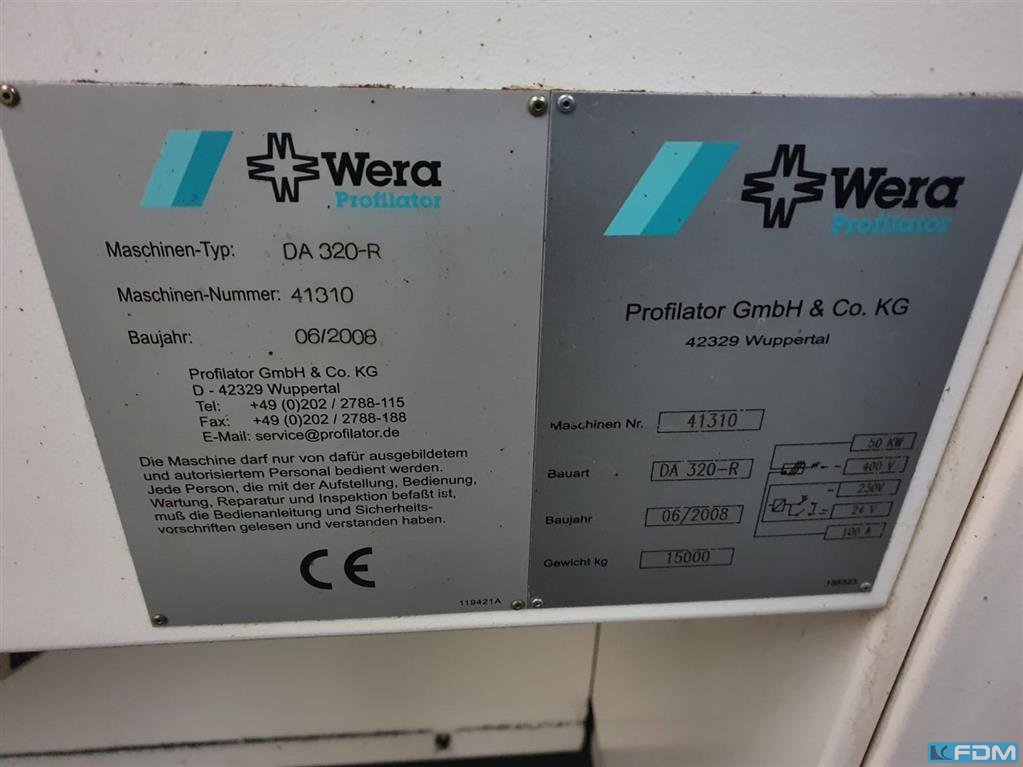 Wera
Profilator
Maschinen-Typ: DA 320-R
Maschinen-Nummer: 41310
Baujahr: 06/2008
Profilator GmbH & Co. KG
D - 42329 Wuppertal
Tel: +49 (0)202 / 2788-115
Fax: +49 (0)202 / 2788-188
E-Mail: service@profilator.de
Die Maschine darf nur von dafür ausgebildetem
und autorisiertem Personal bedient werden.
Jede Person, die mit der Aufstellung, Bedienung,
Wartung, Reparatur und Inspektion befaßt ist,
muß die Bedienanleitung und Sicherheits-
vorschriften gelesen und verstanden haben.
CE
119421A
Wera
Profilator
Profilator GmbH & Co. KG
42329 Wuppertal
Maschinen Nr. 41310
Bauart DA 320-R
Baujahr 06/2008
Gewicht kg 15000
50 KW
400 V
230V
24 V
100 A
FDM